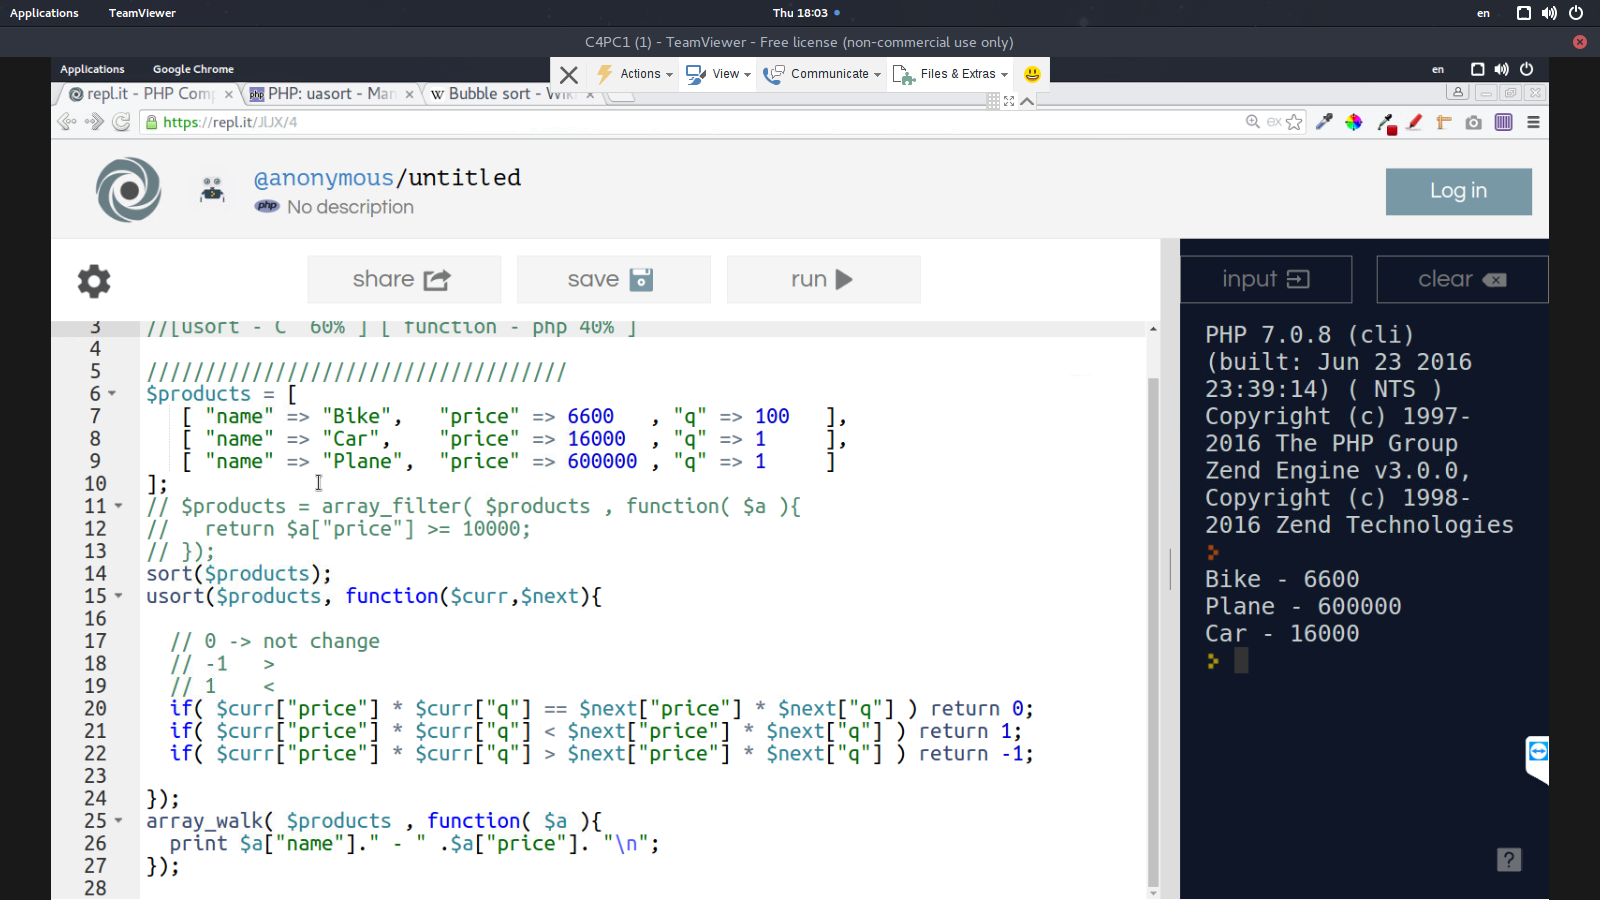 Applications TeamViewer Thu 18:03 en
C4PC1 (1) - TeamViewer - Free license (non-commercial use only)
Applications Google Chrome en
Actions View Communicate Files & Extras
repl.it - PHP Comp PHP: uasort - Man Bubble sort - Wiki
https://repl.it/JlJX/4
@anonymous/untitled
php No description
Log in
share save run input clear
3 //[usort - C 60% ] [ function - php 40% ]
4
5 ////////////////////////////////////
6 $products = [
7 [ "name" => "Bike", "price" => 6600 , "q" => 100 ],
8 [ "name" => "Car", "price" => 16000 , "q" => 1 ],
9 [ "name" => "Plane", "price" => 600000 , "q" => 1 ]
10 ];
11 // $products = array_filter( $products , function( $a ){
12 // return $a["price"] >= 10000;
13 // });
14 sort($products);
15 usort($products, function($curr,$next){
16
17 // 0 -> not change
18 // -1 >
19 // 1 <
20 if( $curr["price"] * $curr["q"] == $next["price"] * $next["q"] ) return 0;
21 if( $curr["price"] * $curr["q"] < $next["price"] * $next["q"] ) return 1;
22 if( $curr["price"] * $curr["q"] > $next["price"] * $next["q"] ) return -1;
23
24 });
25 array_walk( $products , function( $a ){
26 print $a["name"]." - " .$a["price"]. "\n";
27 });
28
PHP 7.0.8 (cli)
(built: Jun 23 2016
23:39:14) ( NTS )
Copyright (c) 1997-
2016 The PHP Group
Zend Engine v3.0.0,
Copyright (c) 1998-
2016 Zend Technologies
Bike - 6600
Plane - 600000
Car - 16000
?